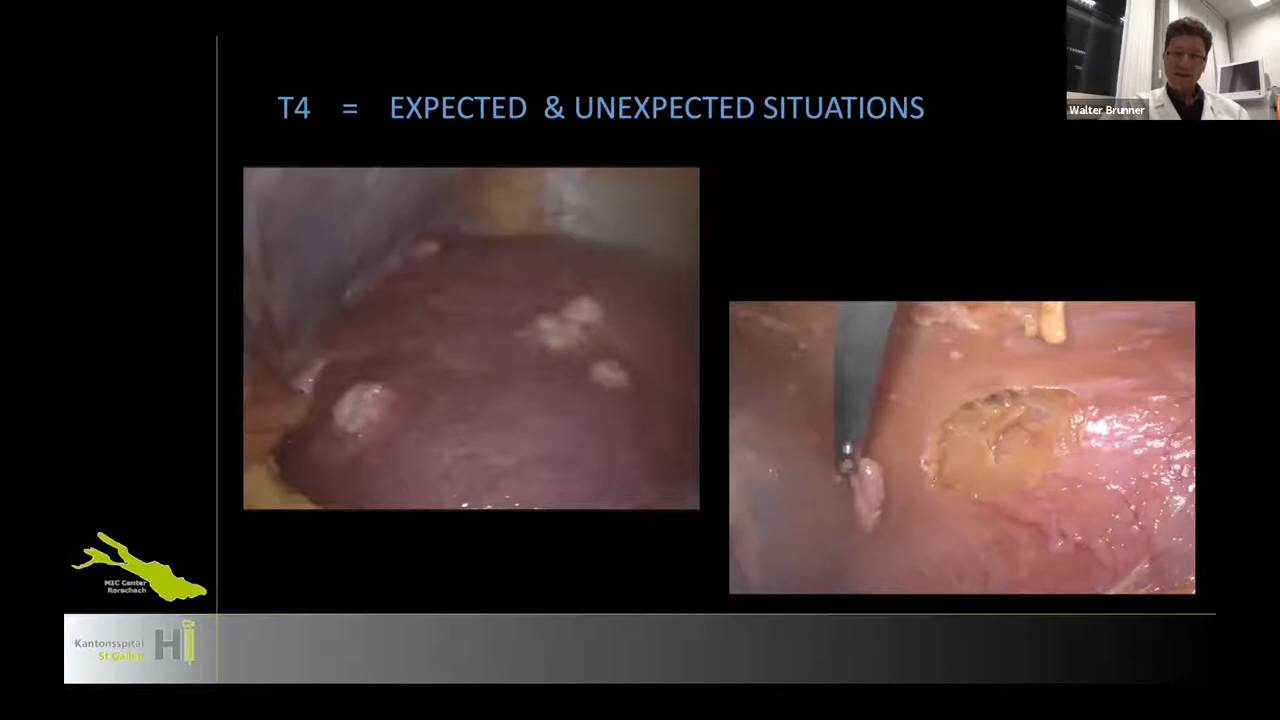 T4 = EXPECTED & UNEXPECTED SITUATIONS
Walter Brunner
MIC Center
Rorschach
Kantonsspital
St.Gallen